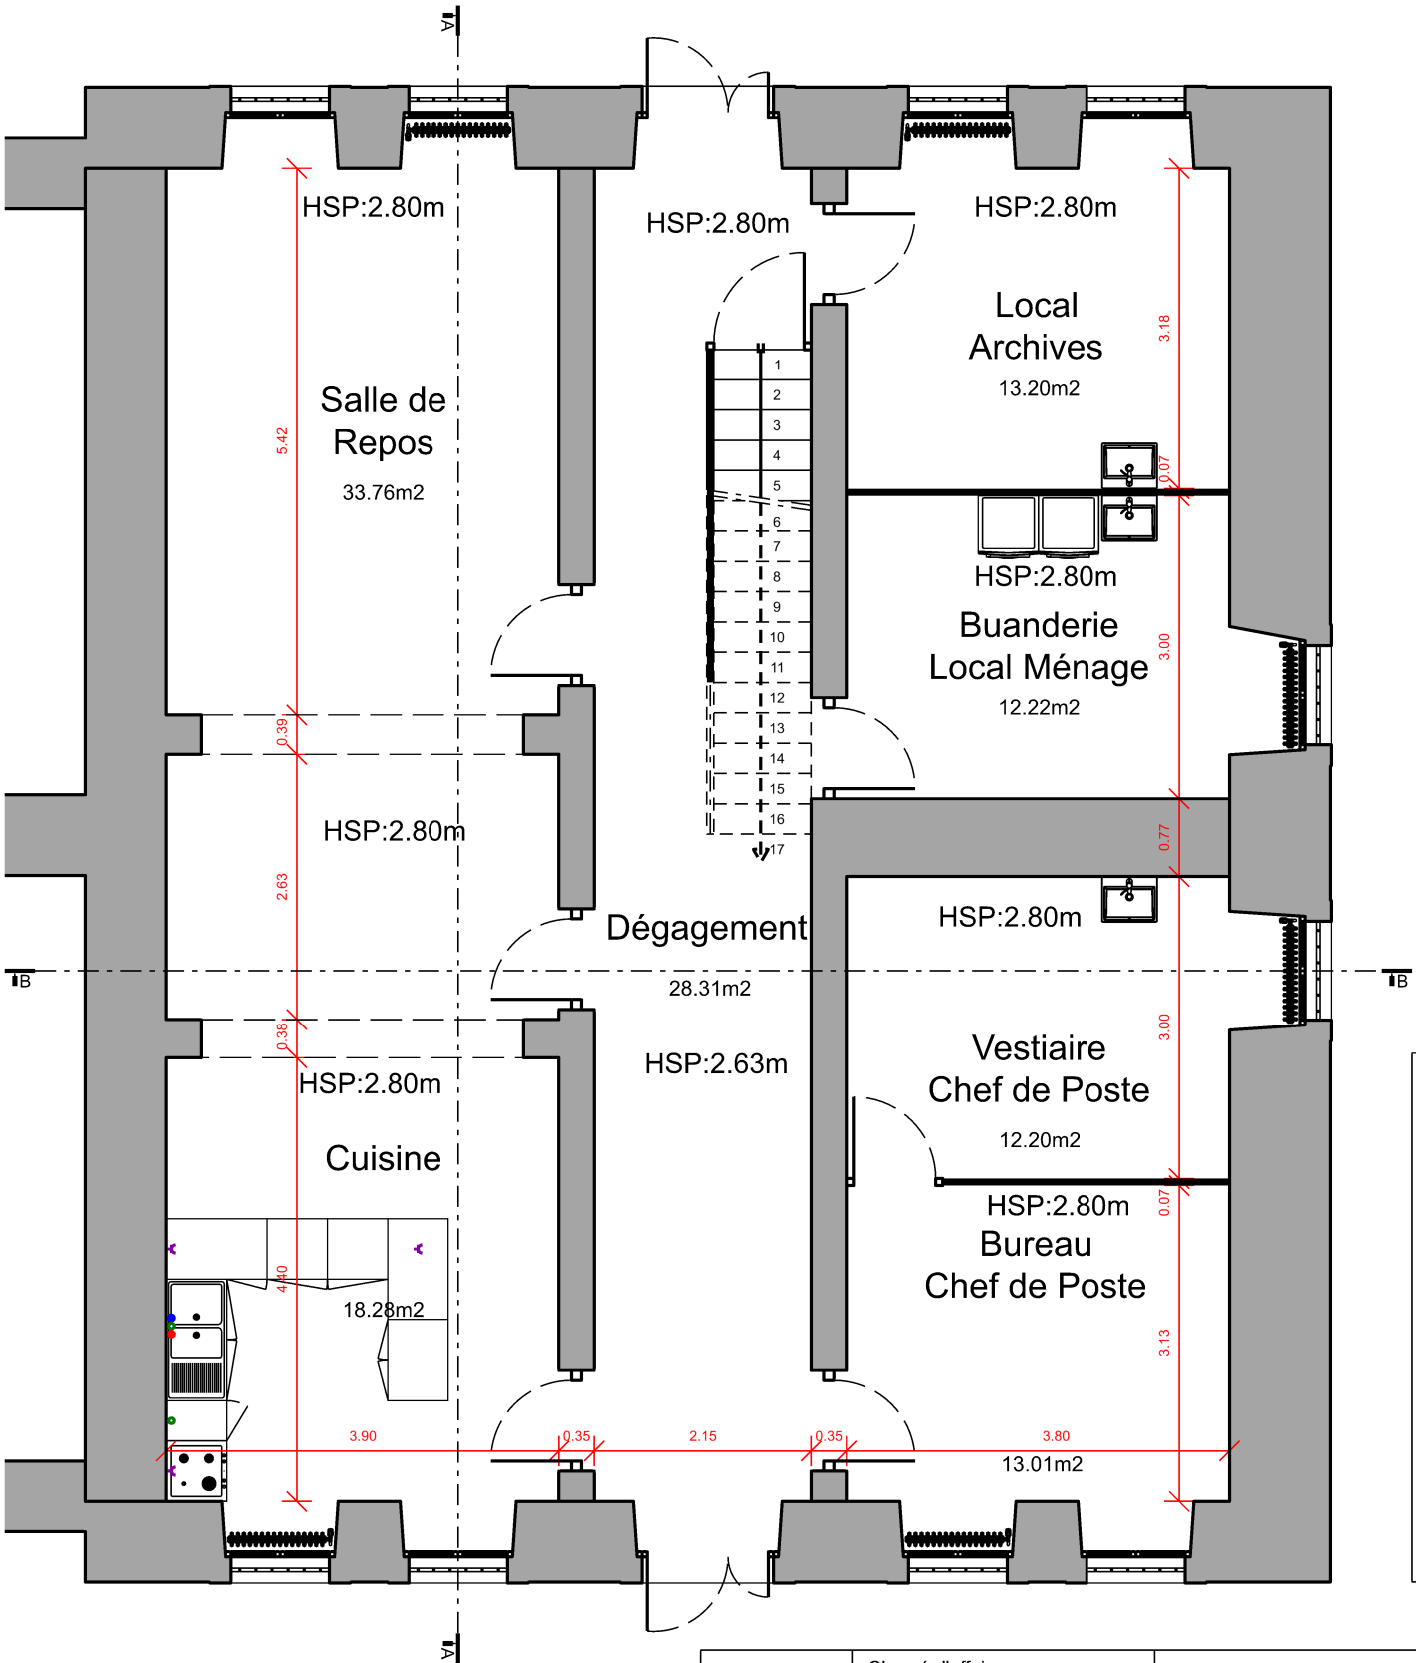 A
HSP:2.80m
HSP:2.80m
HSP:2.80m
Local
Archives
13.20m2
3.18
0.07
Salle de
Repos
33.76m2
5.42
1
2
3
4
5
6
7
8
9
10
11
12
13
14
15
16
17
HSP:2.80m
Buanderie
Local Ménage
12.22m2
3.00
0.39
HSP:2.80m
2.63
0.77
Dégagement
28.31m2
HSP:2.63m
HSP:2.80m
B
B
Vestiaire
Chef de Poste
12.20m2
3.00
0.38
HSP:2.80m
Cuisine
18.28m2
4.40
0.07
HSP:2.80m
Bureau
Chef de Poste
3.13
13.01m2
3.90
0.35
2.15
0.35
3.80
A